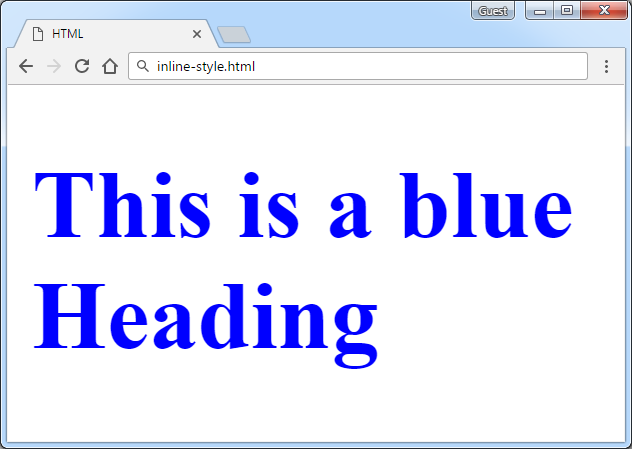 Guest
HTML
inline-style.html
This is a blue
Heading